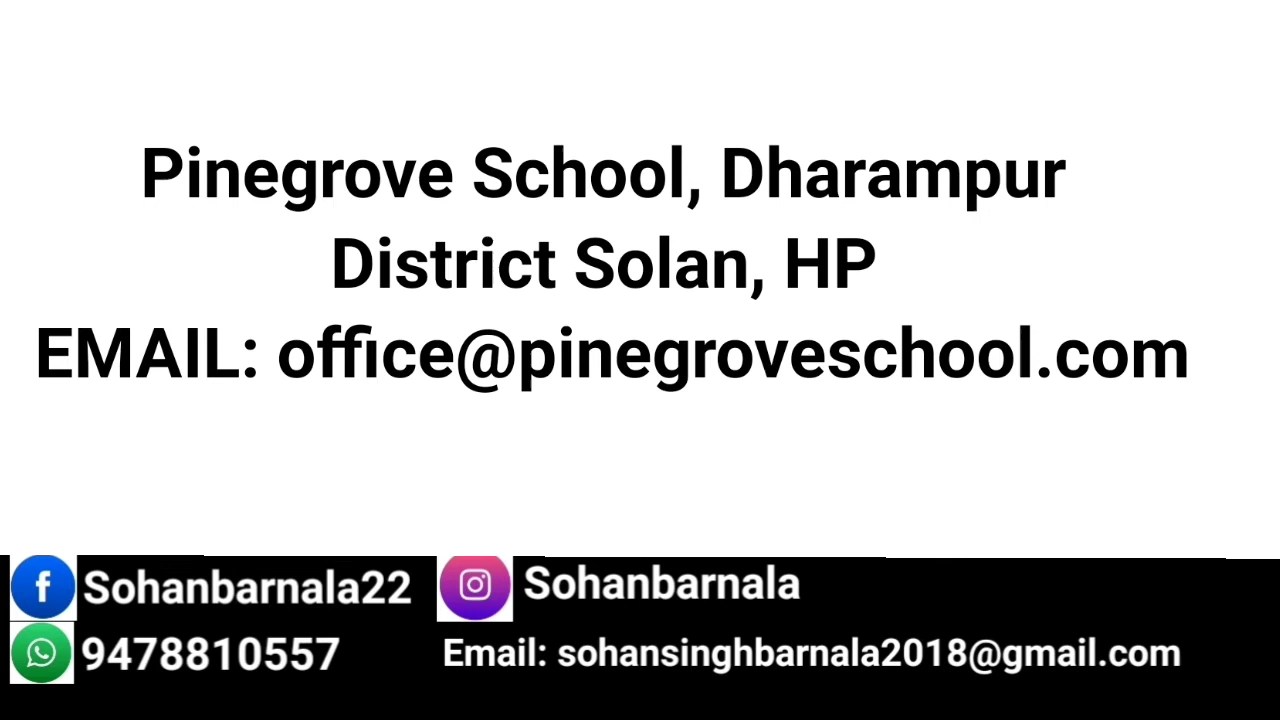 Pinegrove School, Dharampur
District Solan, HP
EMAIL: office@pinegroveschool.com
Sohanbarnala22 Sohanbarnala
9478810557 Email: sohansinghbarnala2018@gmail.com